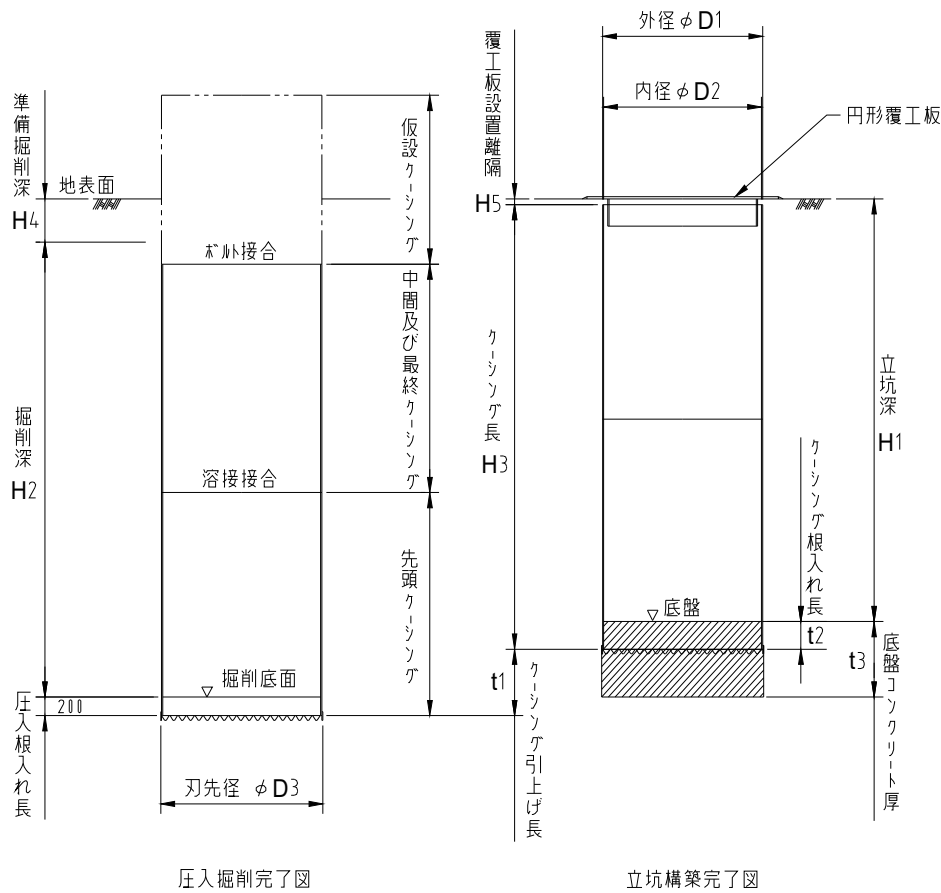 準備掘削深
H4
地表面
ボルト接合
仮設ケーシング
中間及び最終ケーシング
掘削深
H2
溶接接合
先頭ケーシング
掘削底面
200
圧入根入れ長
刃先径 φD3
圧入掘削完了図
外径φD1
内径φD2
覆工板設置離隔
H5
円形覆工板
ケーシング長
H3
立坑深
H1
ケーシング根入れ長
t2
底盤
t3
底盤コンクリート厚
t1
ケーシング引上げ長
立坑構築完了図